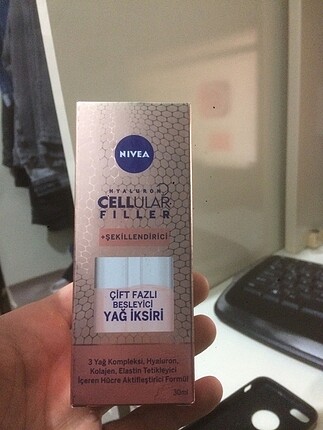 NIVEA
HYALURON
CELLULAR
FILLER
+ŞEKİLLENDİRİCİ
ÇİFT FAZLI
BESLEYİCİ
YAĞ İKSİRİ
3 Yağ Kompleksi, Hyaluron,
Kolajen, Elastin Tetikleyici
İçeren Hücre Aktifleştirici Formül
30ml